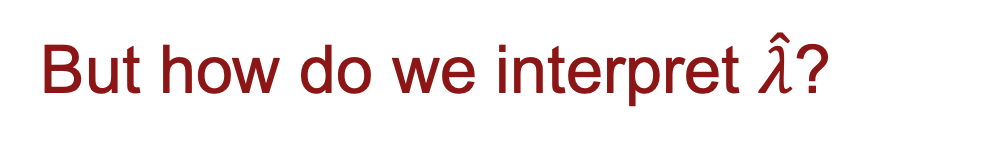 But how do we interpret λ̂?